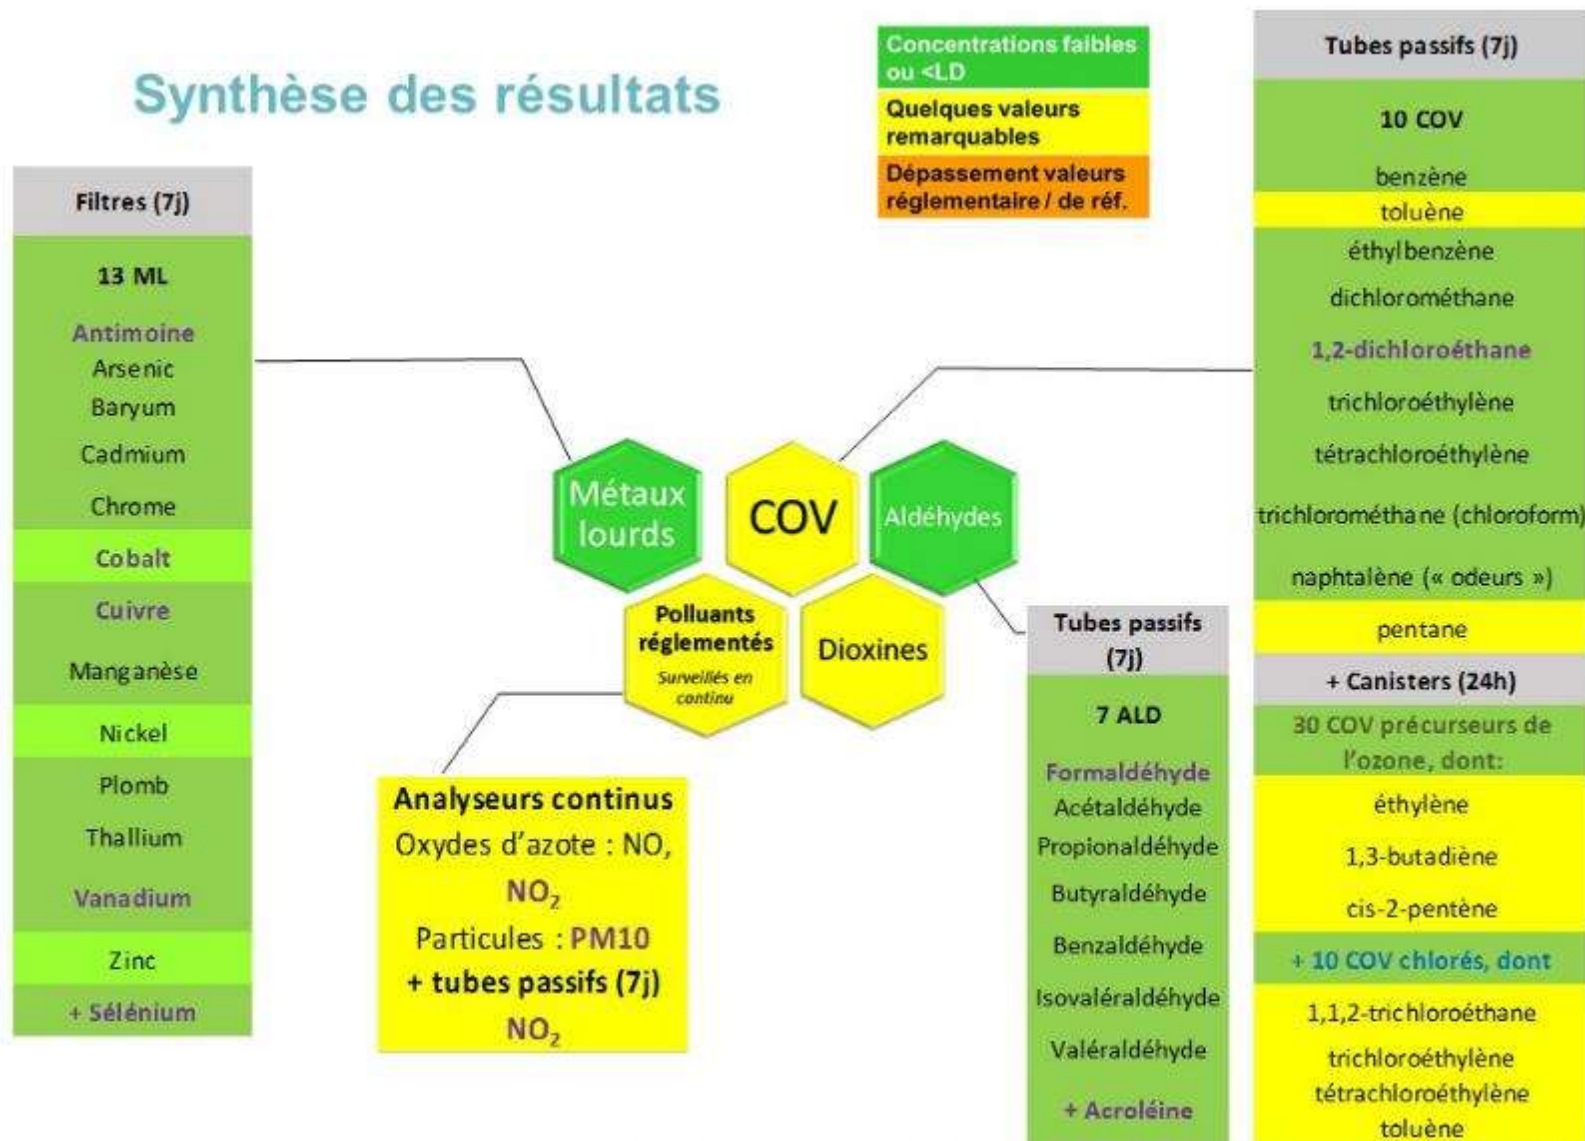 Synthèse des résultats
Concentrations faibles
ou <LD
Quelques valeurs
remarquables
Dépassement valeurs
réglementaire / de réf.
Filtres (7j)
13 ML
Antimoine
Arsenic
Baryum
Cadmium
Chrome
Cobalt
Cuivre
Manganèse
Nickel
Plomb
Thallium
Vanadium
Zinc
+ Sélénium
Métaux
lourds
COV
Aldéhydes
Polluants
réglementés
Surveillés en
continu
Dioxines
Analyseurs continus
Oxydes d'azote : NO,
NO₂
Particules : PM10
+ tubes passifs (7j)
NO₂
Tubes passifs
(7j)
7 ALD
Formaldéhyde
Acétaldéhyde
Propionaldéhyde
Butyraldéhyde
Benzaldéhyde
Isovaléraldéhyde
Valéraldéhyde
+ Acroléine
Tubes passifs (7j)
10 COV
benzène
toluène
éthylbenzène
dichlorométhane
1,2-dichloroéthane
trichloroéthylène
tétrachloroéthylène
trichlorométhane (chloroform)
naphtalène (« odeurs »)
pentane
+ Canisters (24h)
30 COV précurseurs de
l'ozone, dont:
éthylène
1,3-butadiène
cis-2-pentène
+ 10 COV chlorés, dont
1,1,2-trichloroéthane
trichloroéthylène
tétrachloroéthylène
toluène